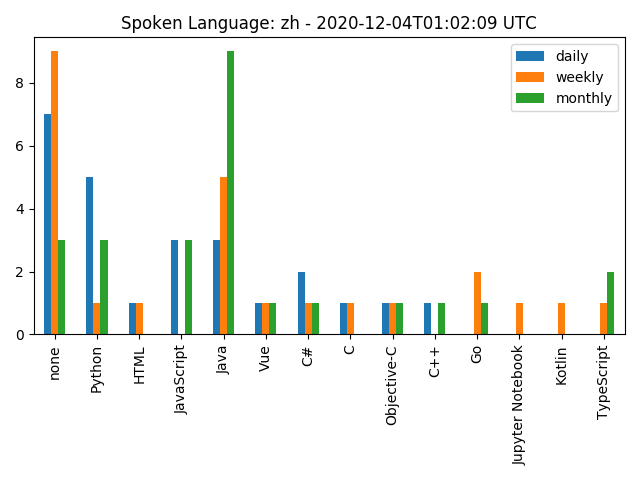 Spoken Language: zh - 2020-12-04T01:02:09 UTC
daily
weekly
monthly
8
6
4
2
0
none
Python
HTML
JavaScript
Java
Vue
C#
C
Objective-C
C++
Go
Jupyter Notebook
Kotlin
TypeScript